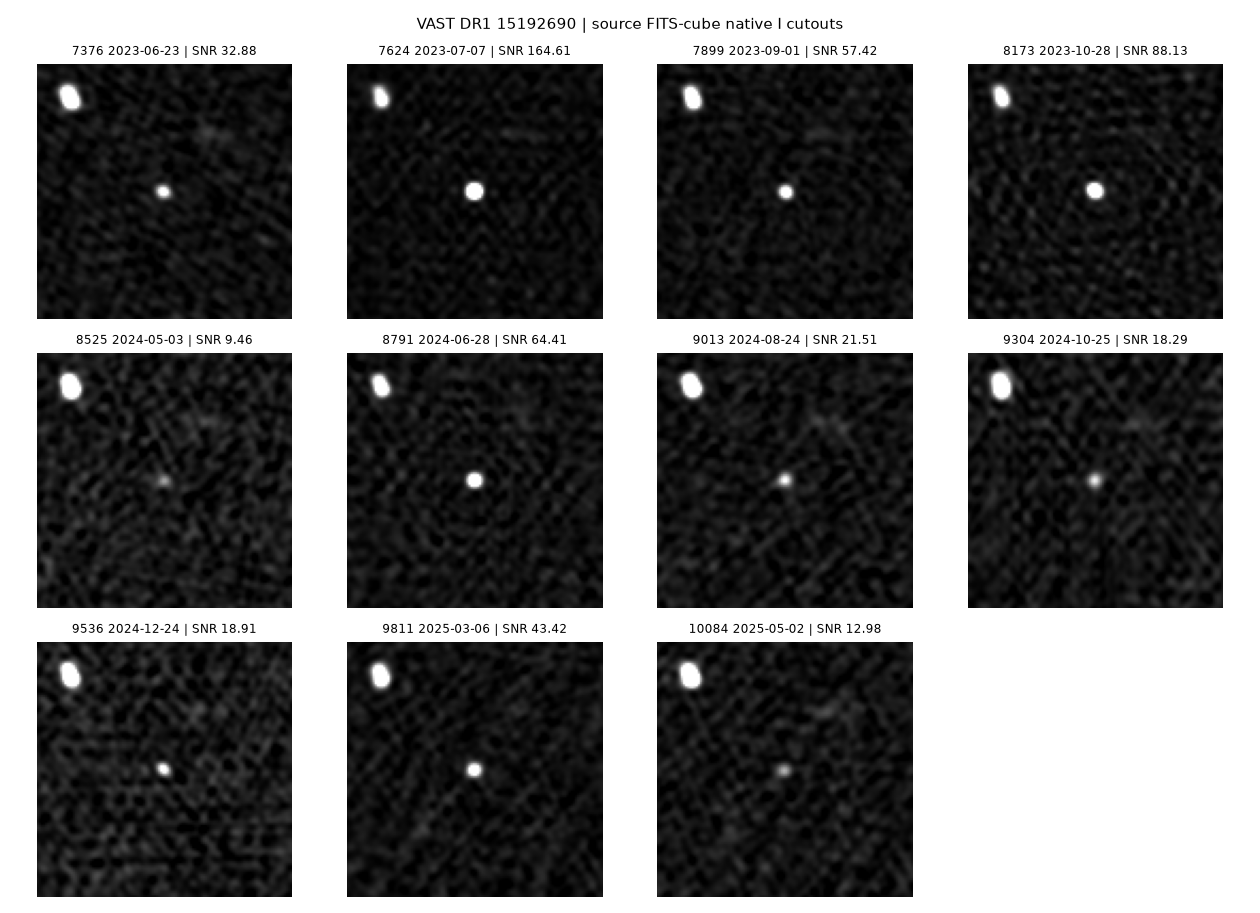 VAST DR1 15192690 | source FITS-cube native I cutouts
7376 2023-06-23 | SNR 32.88
7624 2023-07-07 | SNR 164.61
7899 2023-09-01 | SNR 57.42
8173 2023-10-28 | SNR 88.13
8525 2024-05-03 | SNR 9.46
8791 2024-06-28 | SNR 64.41
9013 2024-08-24 | SNR 21.51
9304 2024-10-25 | SNR 18.29
9536 2024-12-24 | SNR 18.91
9811 2025-03-06 | SNR 43.42
10084 2025-05-02 | SNR 12.98